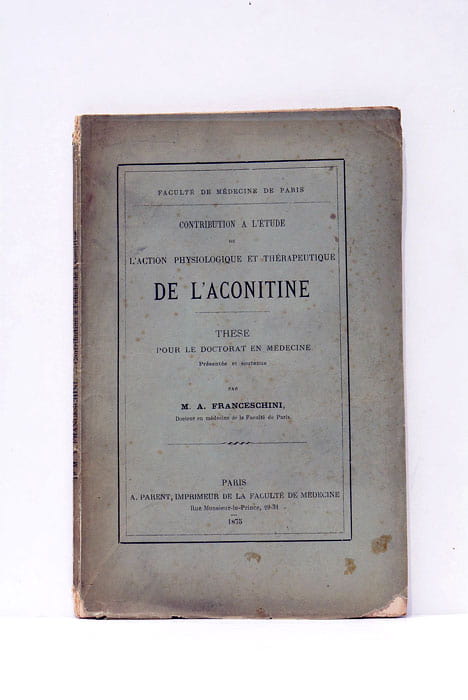 FACULTÉ DE MÉDECINE DE PARIS
CONTRIBUTION A L'ÉTUDE
DE
L'ACTION PHYSIOLOGIQUE ET THÉRAPEUTIQUE
DE L'ACONITINE
THÈSE
POUR LE DOCTORAT EN MÉDECINE
Présentée et soutenue
PAR
M. A. FRANCESCHINI,
Docteur en médecine de la Faculté de Paris.
PARIS
A. PARENT, IMPRIMEUR DE LA FACULTÉ DE MÉDECINE
Rue Monsieur-le-Prince, 29-31
1875